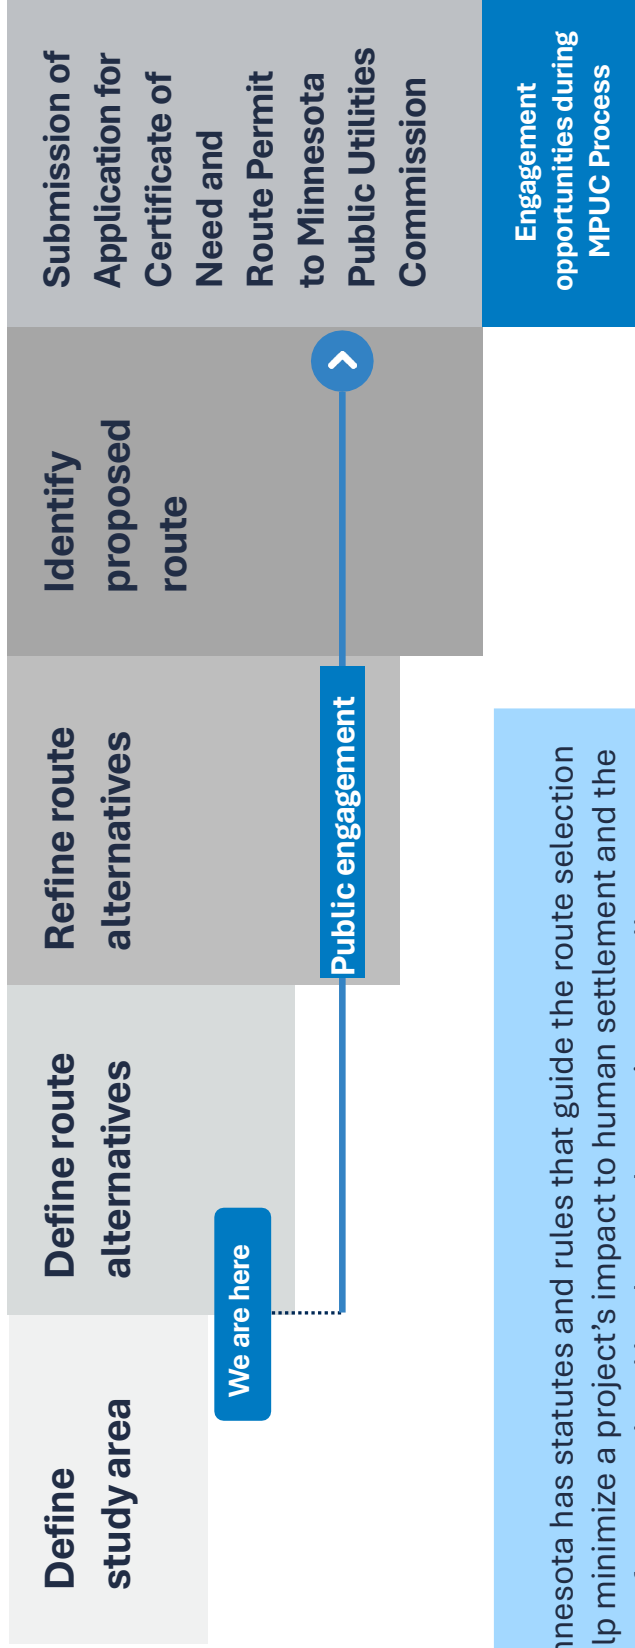 Define
study area
Define route
alternatives
Refine route
alternatives
Identify
proposed
route
Submission of
Application for
Certificate of
Need and
Route Permit
to Minnesota
Public Utilities
Commission
We are here
Public engagement
Engagement
opportunities during
MPUC Process
has statutes and rules that guide the route selection
minimize a project’s impact to human settlement and the